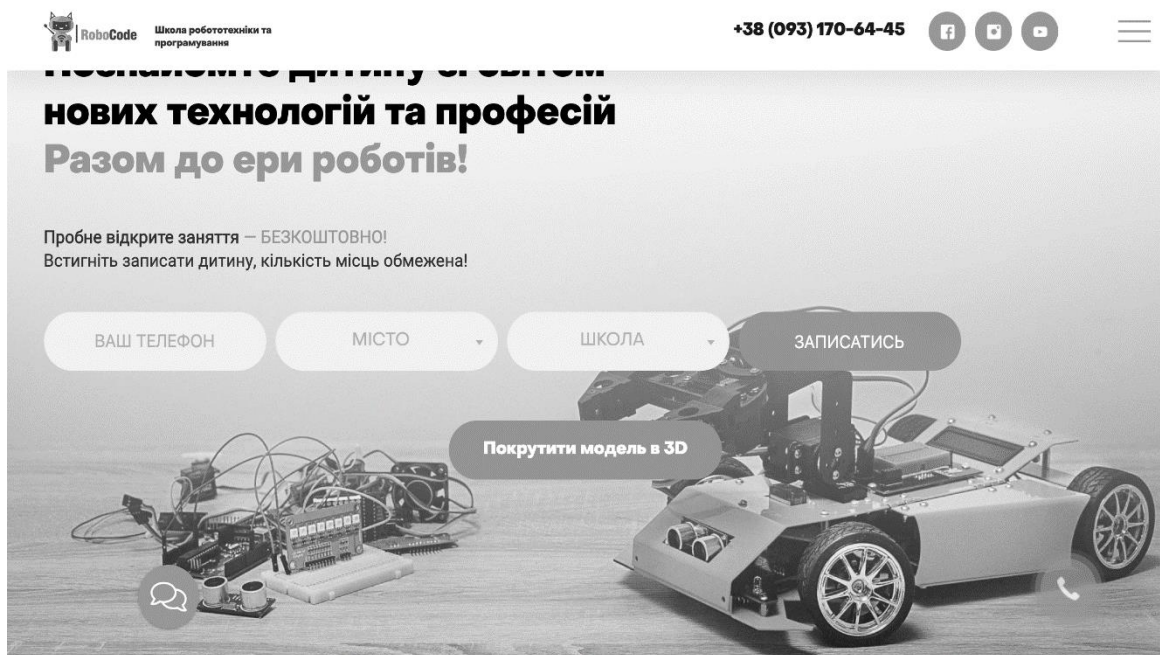 RoboCode
Школа робототехніки та
програмування
+38 (093) 170-64-45
нових технологій та професій
Разом до ери роботів!
Пробне відкрите заняття — БЕЗКОШТОВНО!
Встигніть записати дитину, кількість місць обмежена!
ВАШ ТЕЛЕФОН
МІСТО
ШКОЛА
ЗАПИСАТИСЬ
Покрутити модель в 3D